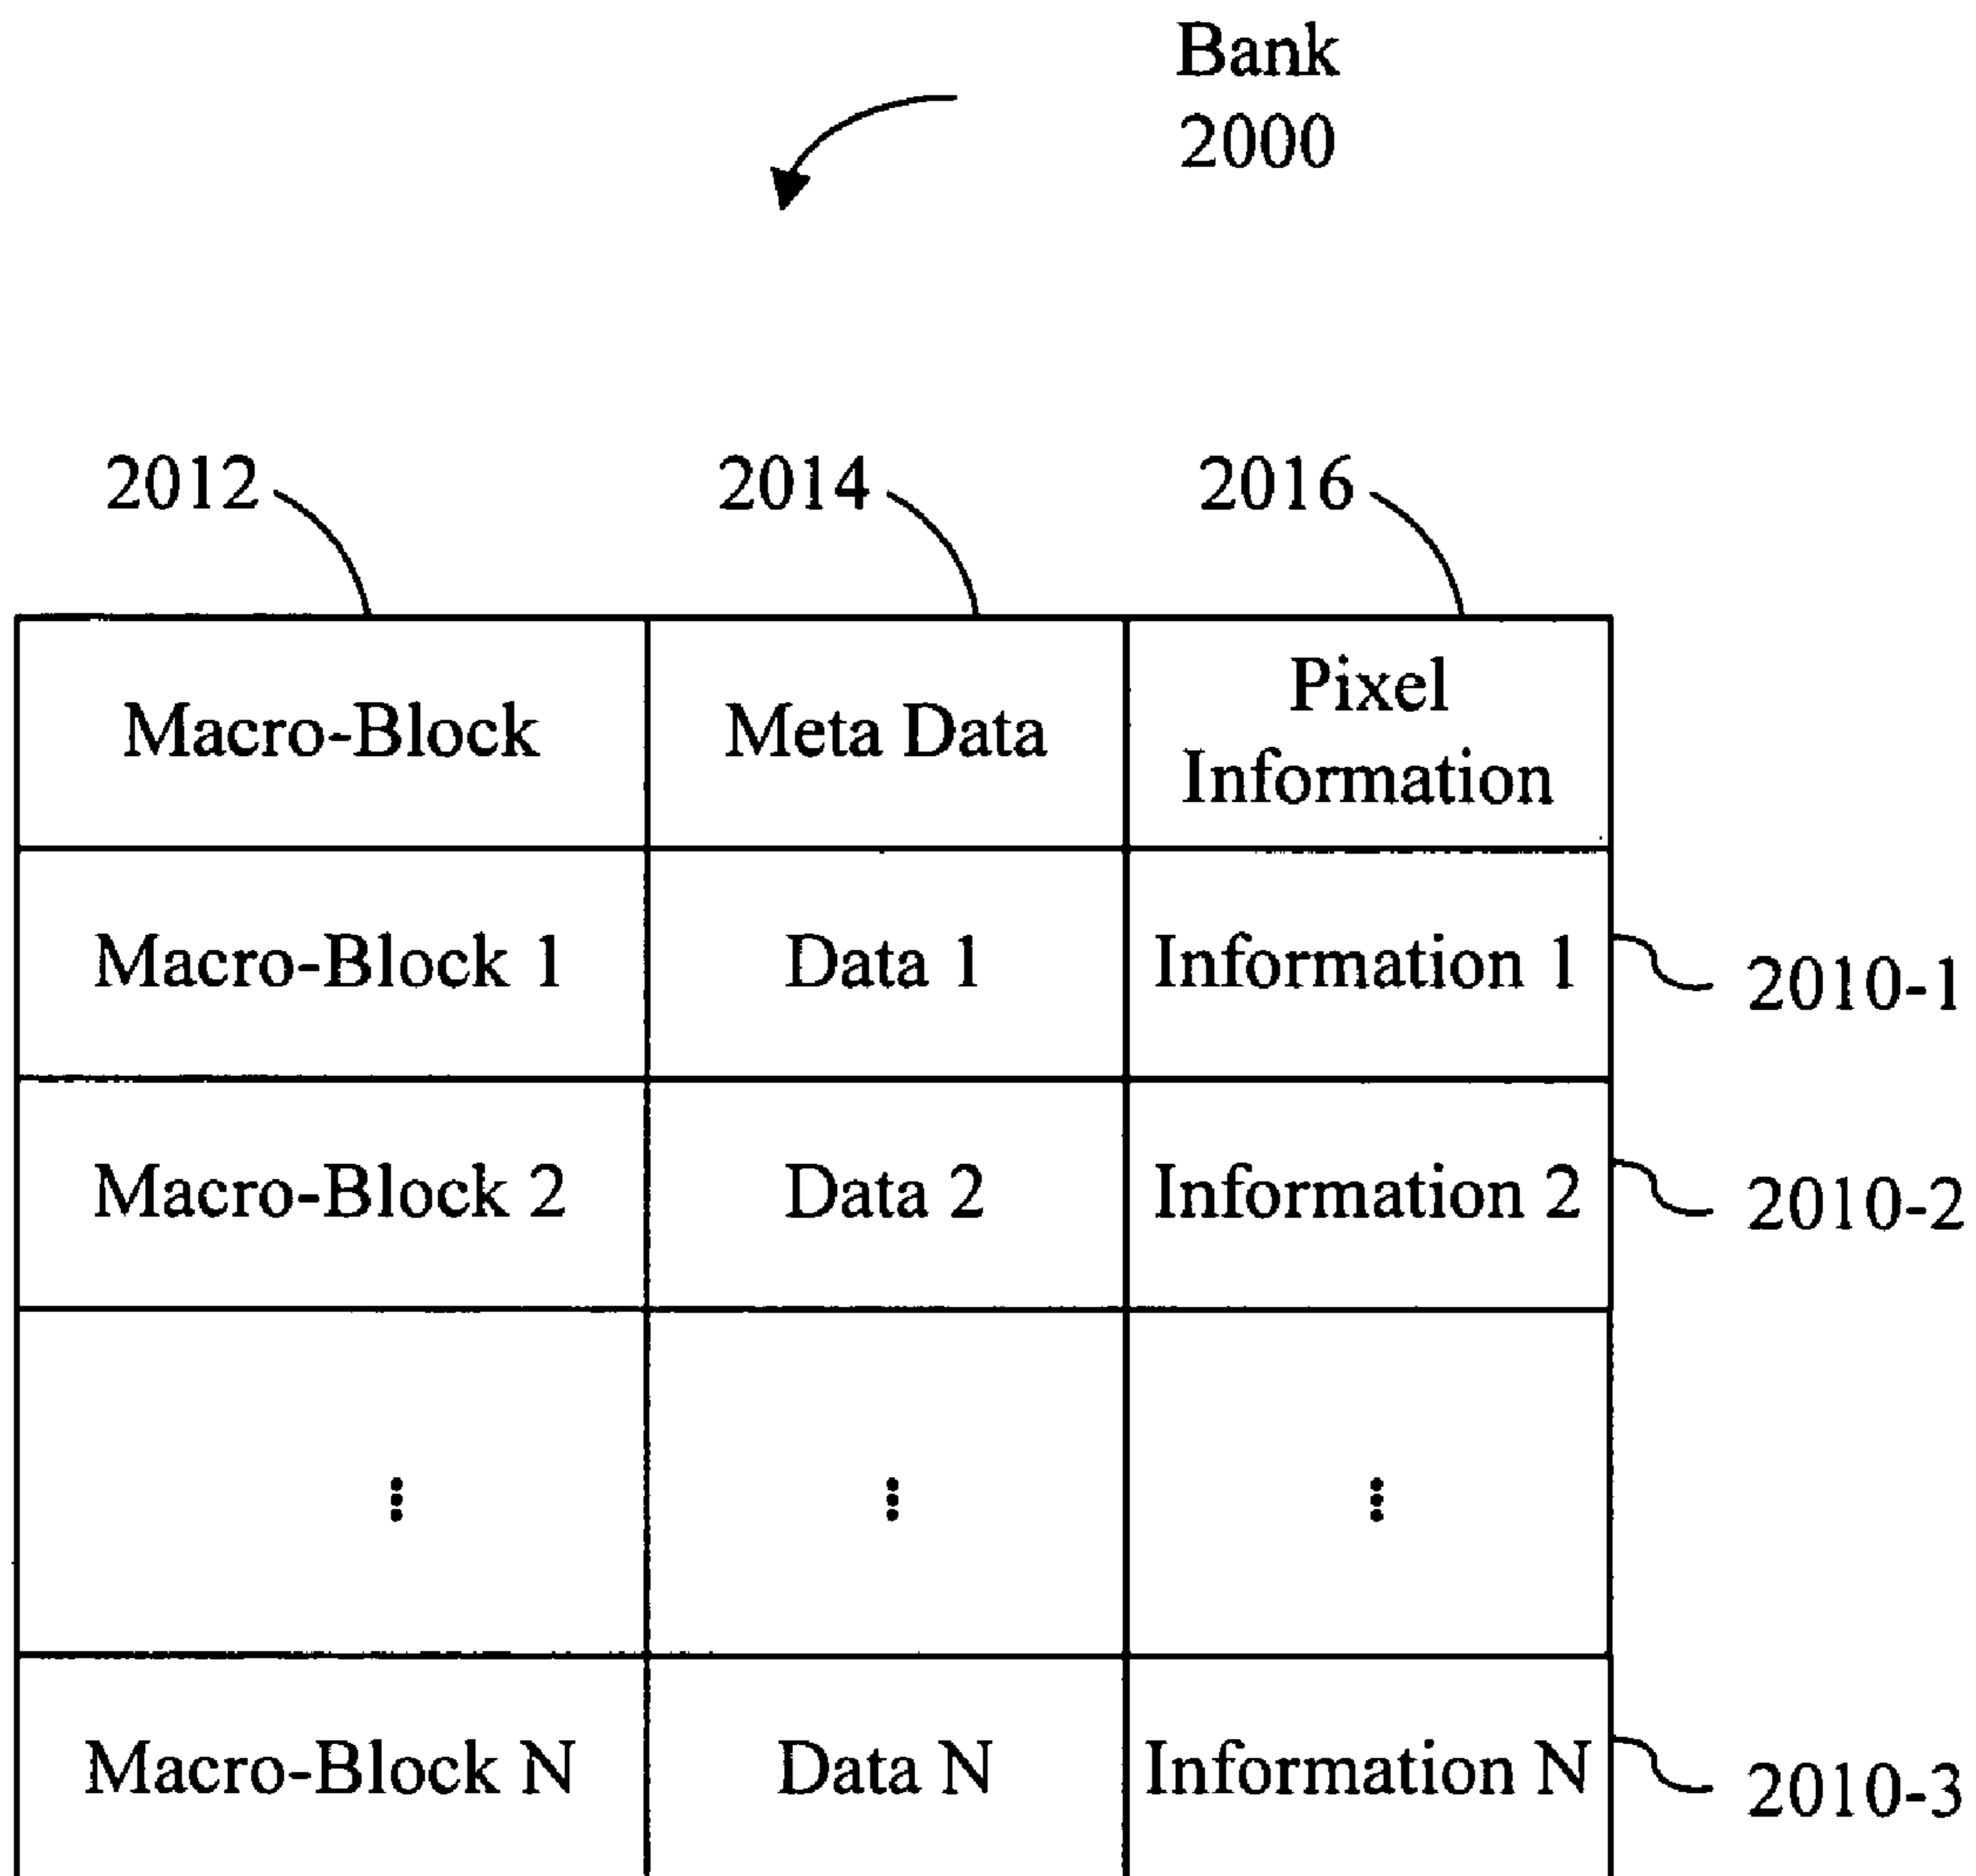 Bank
2000
2012
2014
2016
Macro-Block
Meta Data
Pixel
Information
Macro-Block 1
Data 1
Information 1
2010-1
Macro-Block 2
Data 2
Information 2
2010-2
Macro-Block N
Data N
Information N
2010-3